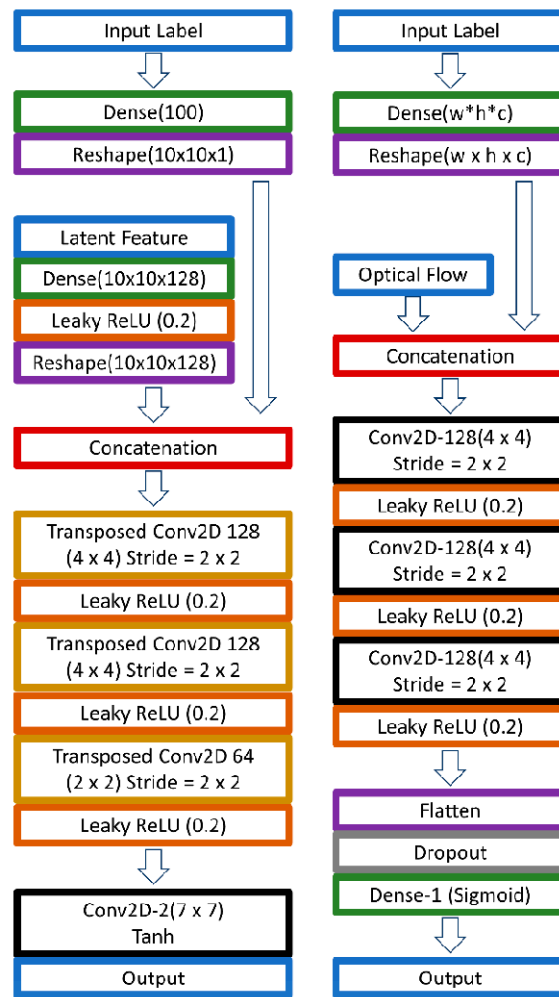 Input Label
Dense(100)
Reshape(10x10x1)
Latent Feature
Dense(10x10x128)
Leaky ReLU (0.2)
Reshape(10x10x128)
Concatenation
Transposed Conv2D 128
(4 x 4) Stride = 2 x 2
Leaky ReLU (0.2)
Transposed Conv2D 128
(4 x 4) Stride = 2 x 2
Leaky ReLU (0.2)
Transposed Conv2D 64
(2 x 2) Stride = 2 x 2
Leaky ReLU (0.2)
Conv2D-2(7 x 7)
Tanh
Output
Input Label
Dense(w*h*c)
Reshape(w x h x c)
Optical Flow
Concatenation
Conv2D-128(4 x 4)
Stride = 2 x 2
Leaky ReLU (0.2)
Conv2D-128(4 x 4)
Stride = 2 x 2
Leaky ReLU (0.2)
Conv2D-128(4 x 4)
Stride = 2 x 2
Leaky ReLU (0.2)
Flatten
Dropout
Dense-1 (Sigmoid)
Output